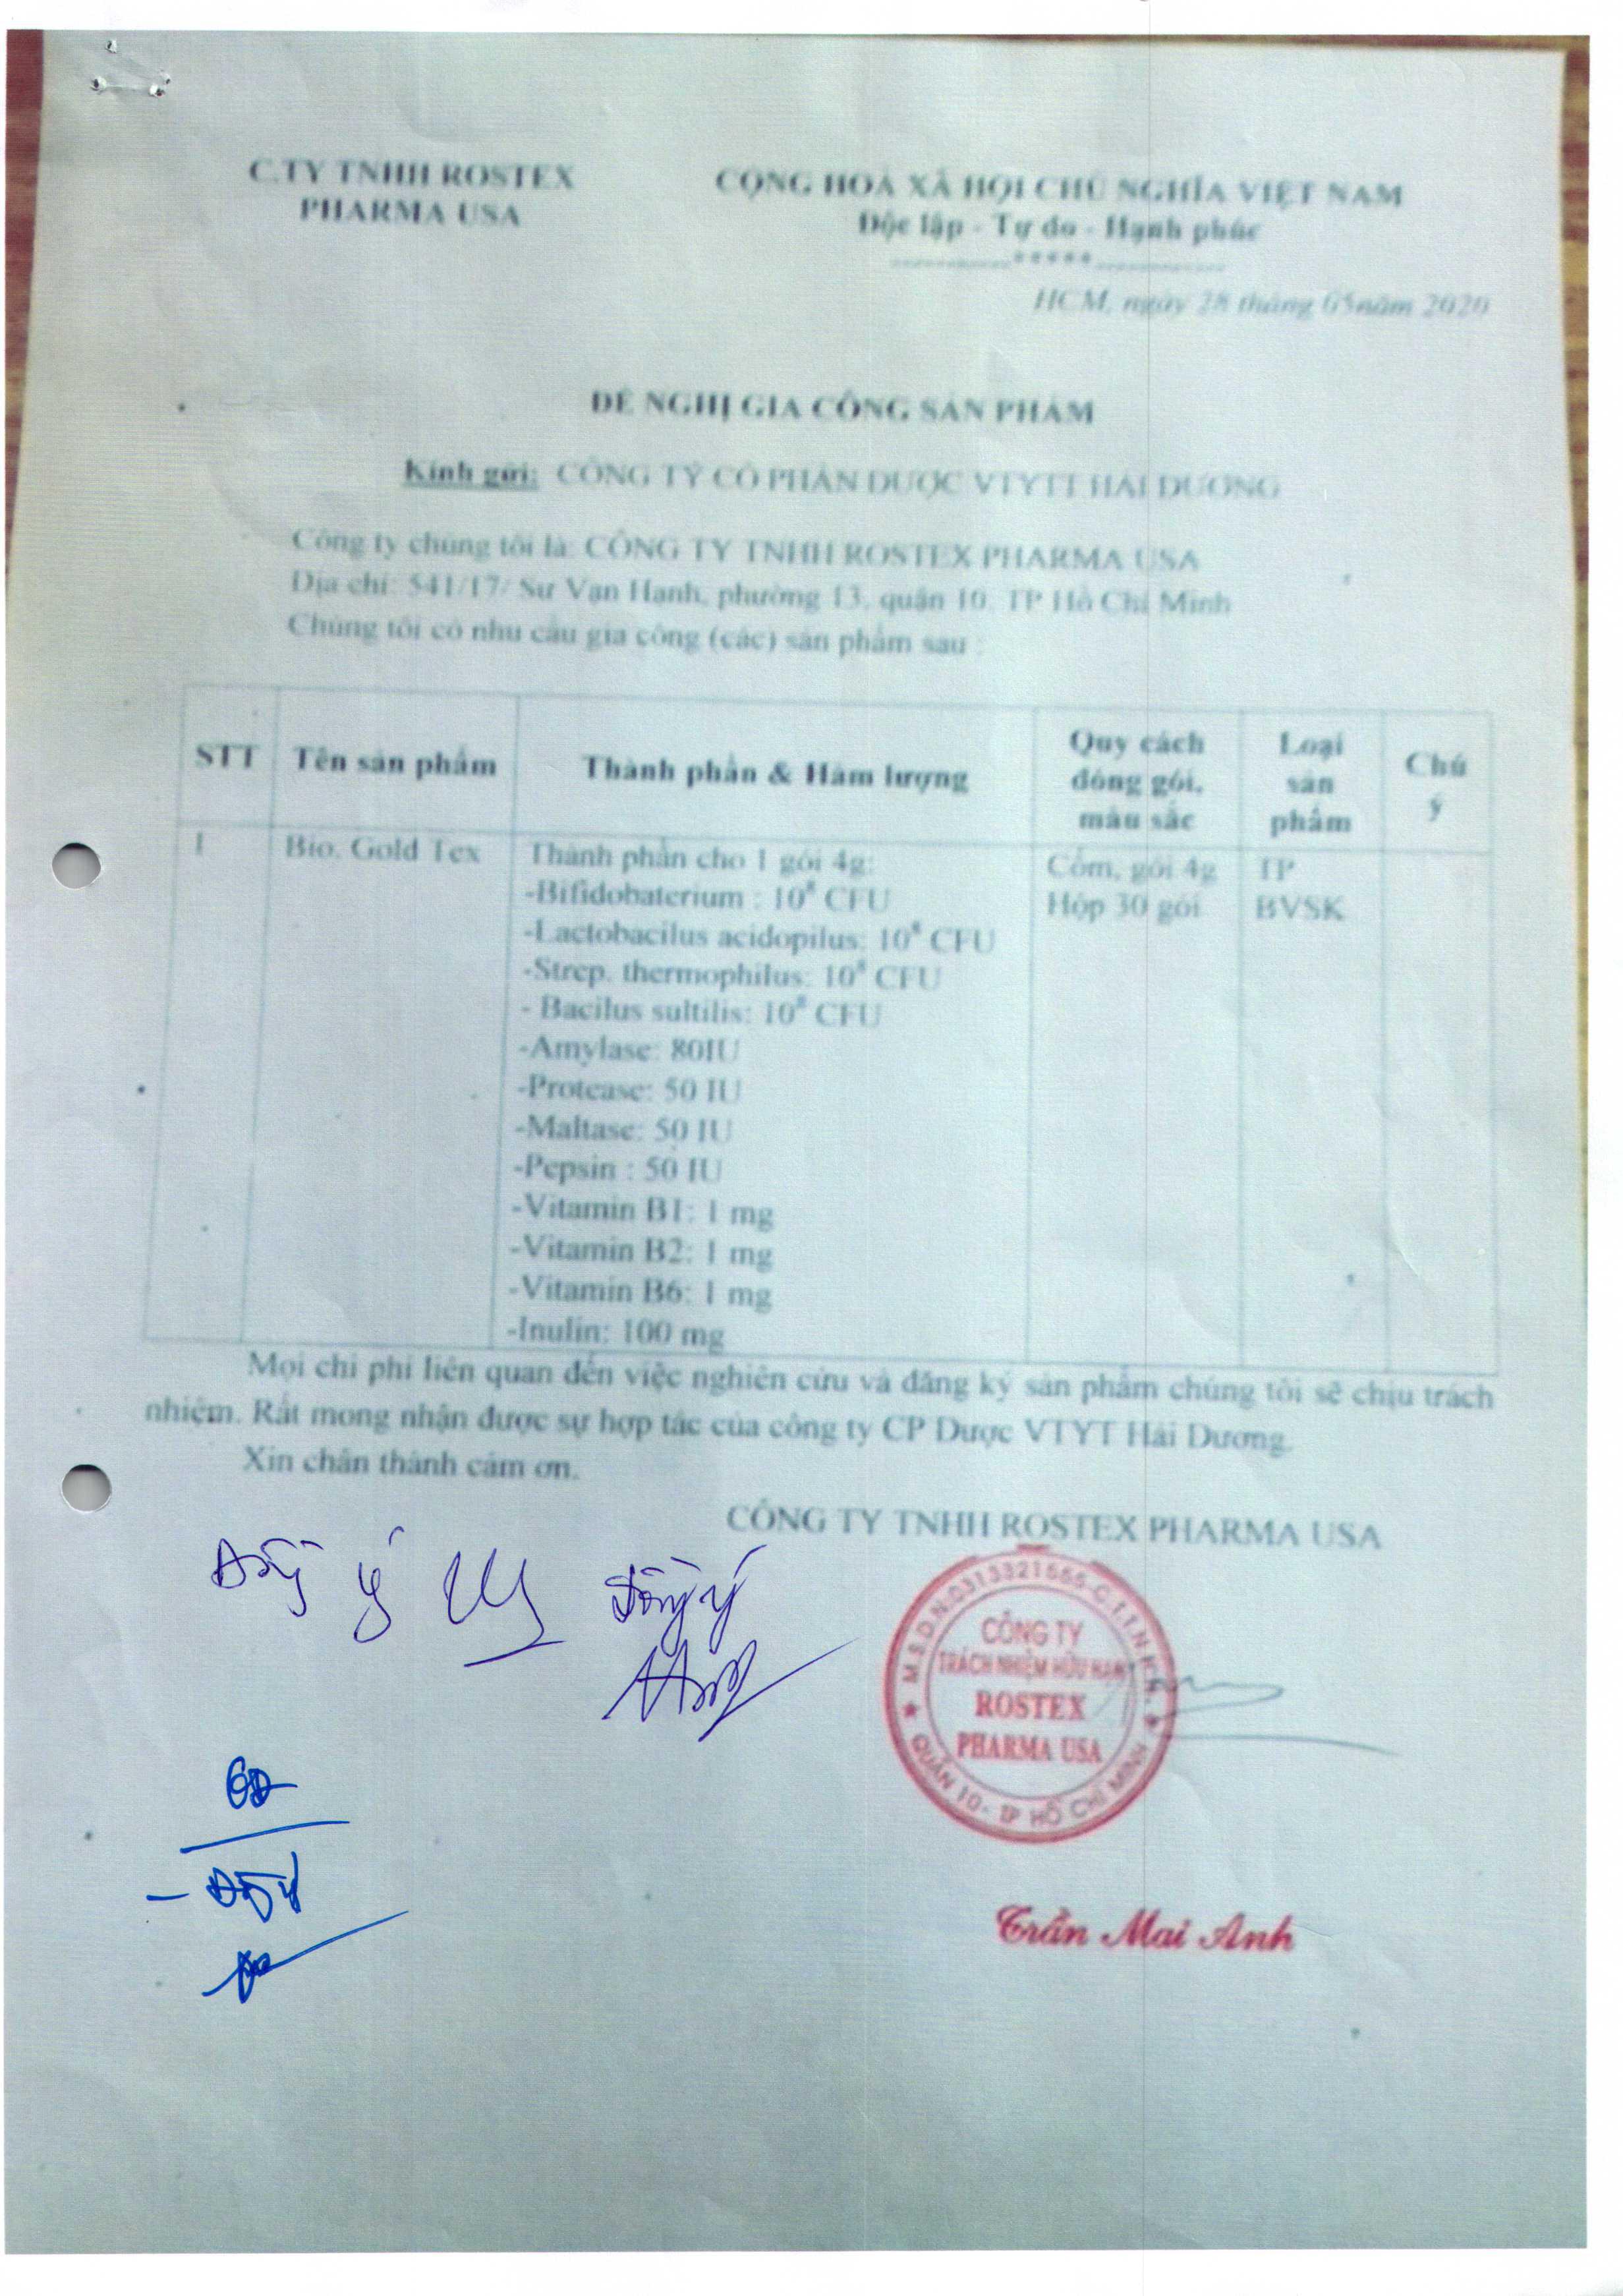 C.TY TNHH ROSTEX
PHARMA USA
CỘNG HOÀ XÃ HỘI CHỦ NGHĨA VIỆT NAM
Độc lập - Tự do - Hạnh phúc
*****
HCM, ngày 28 tháng 05năm 2020
ĐỀ NGHỊ GIA CÔNG SẢN PHẨM
Kính gửi: CÔNG TY CỔ PHẦN DƯỢC VTYTT HẢI DƯƠNG
Công ty chúng tôi là: CÔNG TY TNHH ROSTEX PHARMA USA
Địa chỉ: 541/17/ Sư Vạn Hạnh, phường 13, quận 10, TP Hồ Chí Minh
Chúng tôi có nhu cầu gia công (các) sản phẩm sau :
STT Tên sản phẩm Thành phần & Hàm lượng Quy cách đóng gói, màu sắc Loại sản phẩm Chú ý
1 Bio. Gold Tex Thành phần cho 1 gói 4g: Cốm, gói 4g TP
-Bifidobaterium : 10⁸ CFU Hộp 30 gói BVSK
-Lactobacilus acidopilus: 10⁸ CFU
-Strep. thermophilus: 10⁸ CFU
- Bacilus sultilis: 10⁸ CFU
-Amylase: 80IU
-Protease: 50 IU
-Maltase: 50 IU
-Pepsin : 50 IU
-Vitamin B1: 1 mg
-Vitamin B2: 1 mg
-Vitamin B6: 1 mg
-Inulin: 100 mg
Mọi chi phí liên quan đến việc nghiên cứu và đăng ký sản phẩm chúng tôi sẽ chịu trách
nhiệm. Rất mong nhận được sự hợp tác của công ty CP Dược VTYT Hải Dương.
Xin chân thành cảm ơn.
CÔNG TY TNHH ROSTEX PHARMA USA
Đồng ý
Đồng ý
M.S.D.N:0313321555-C.T.T.N.H.H
CÔNG TY
TRÁCH NHIỆM HỮU HẠN
ROSTEX
PHARMA USA
QUẬN 10- TP HỒ CHÍ MINH
Trần Mai Anh